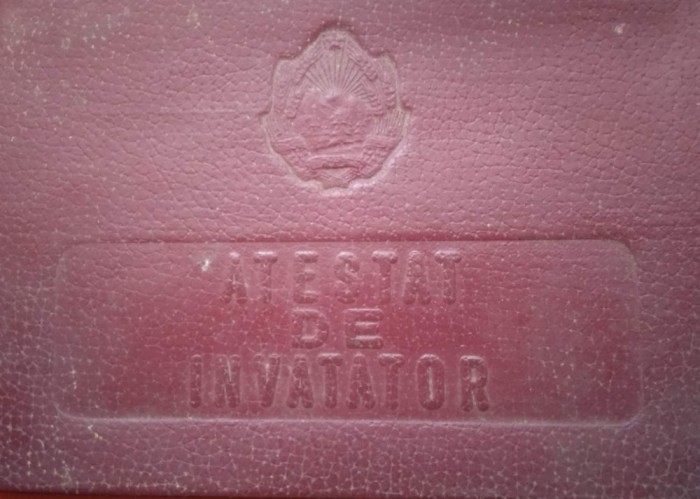 ATESTAT
DE
INVATATOR